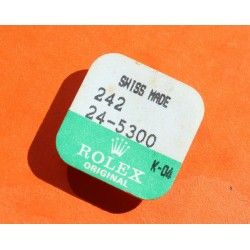 SWISS MADE
242
24-5300
K-04
ROLEX
ORIGINAL